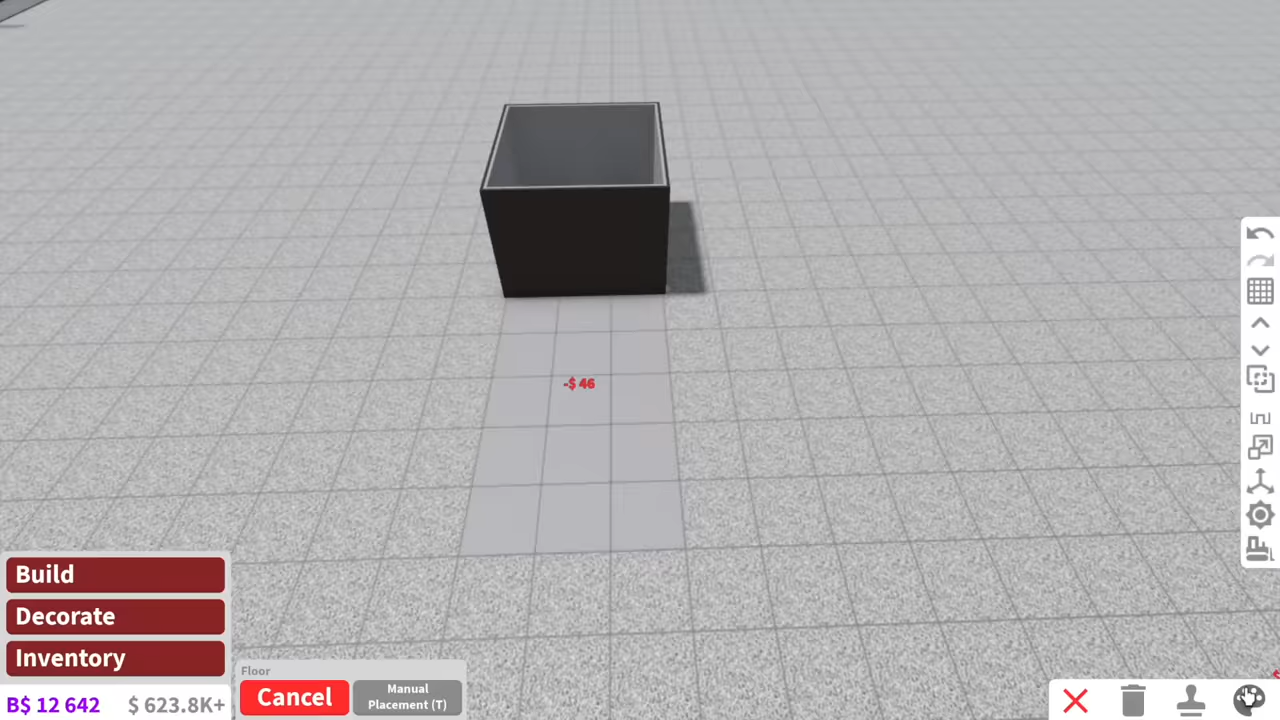 -$ 46
Build
Decorate
Inventory
B$ 12 642 $ 623.8K+
Floor
Cancel
Manual
Placement (T)